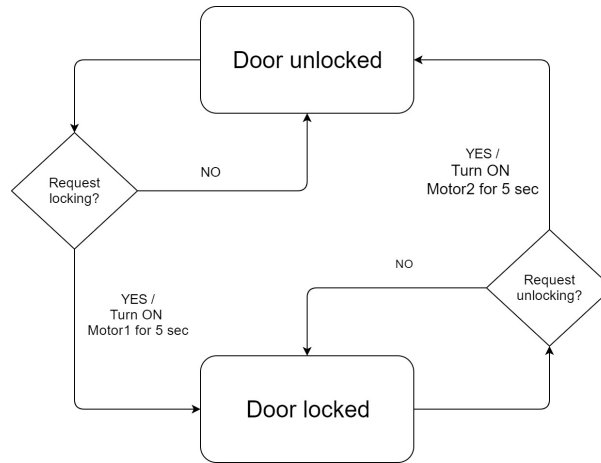 Door unlocked
Request
locking?
NO
YES /
Turn ON
Motor2 for 5 sec
Request
unlocking?
NO
YES /
Turn ON
Motor1 for 5 sec
Door locked